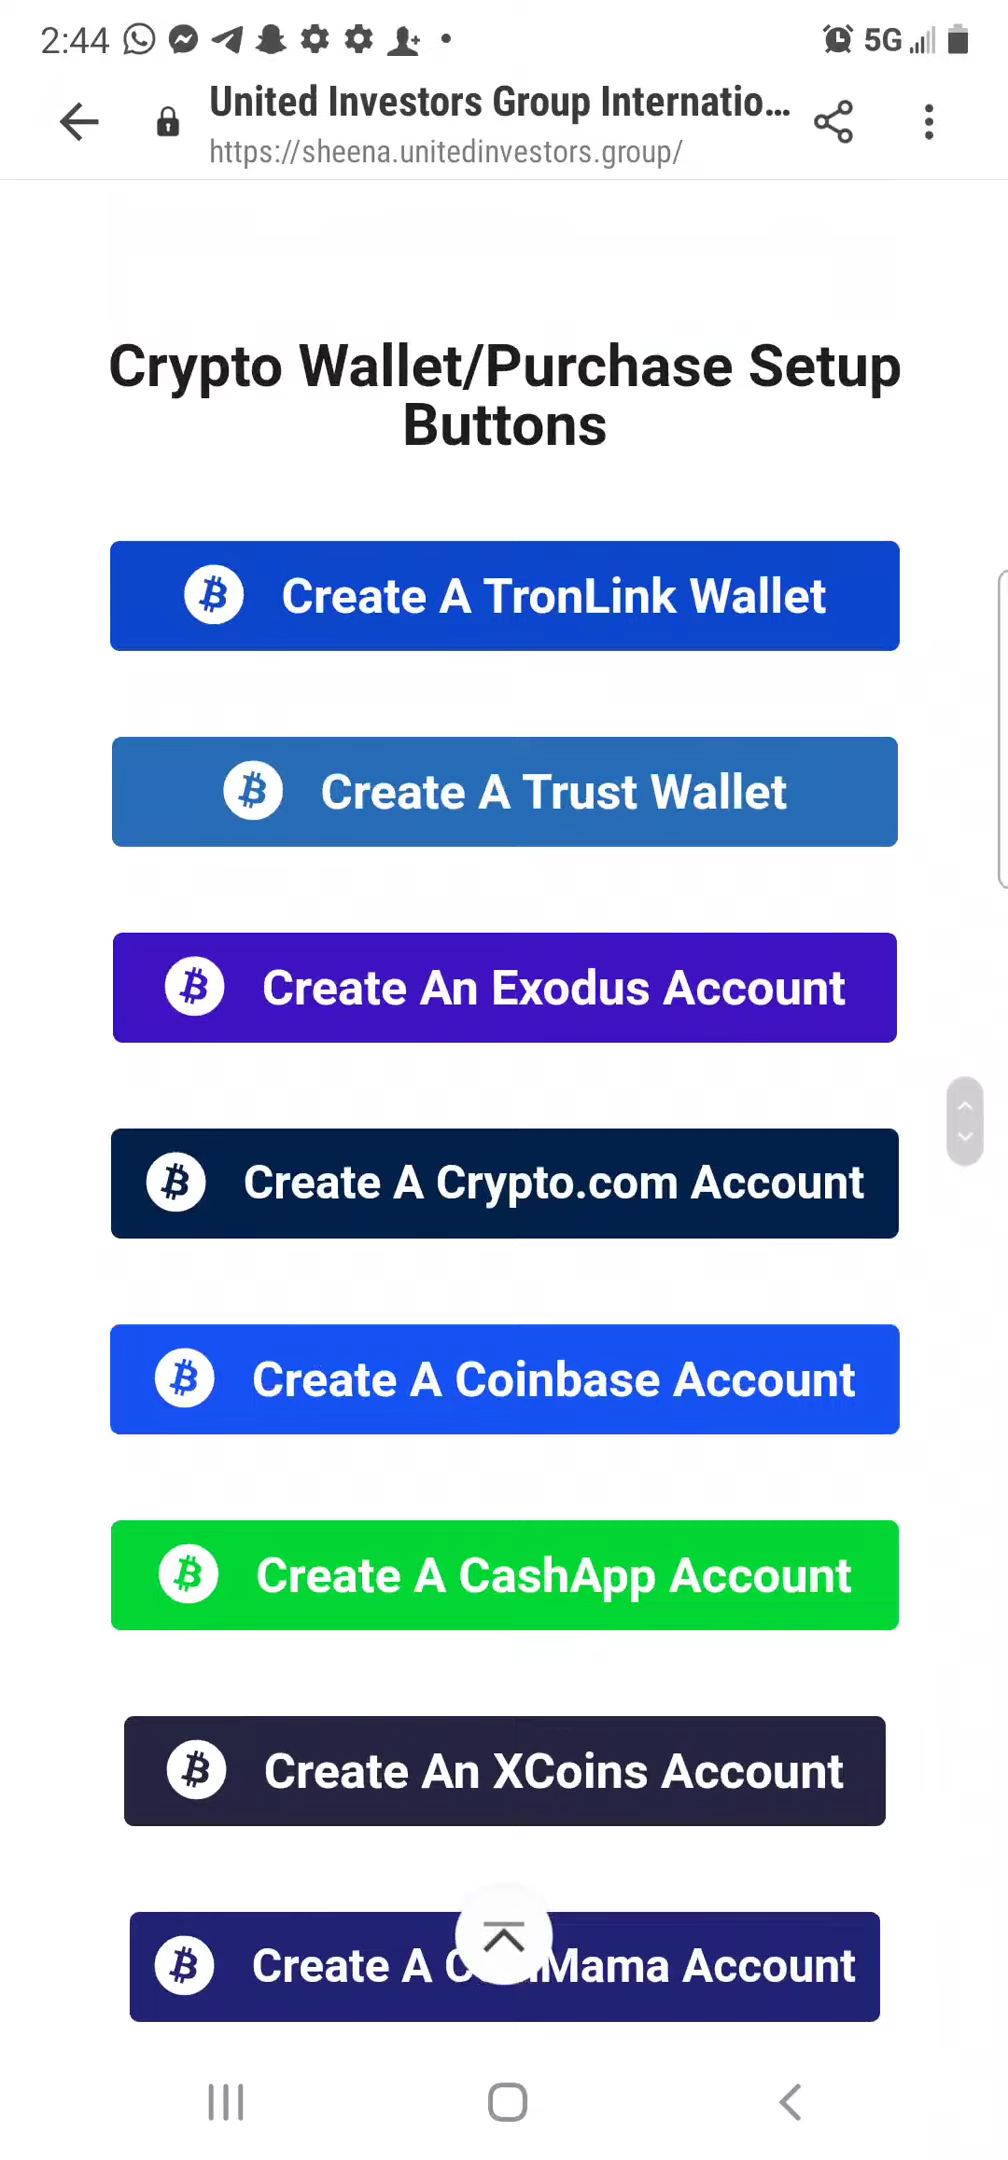 2:44
5G
United Investors Group Internatio...
https://sheena.unitedinvestors.group/
Crypto Wallet/Purchase Setup
Buttons
Create A TronLink Wallet
Create A Trust Wallet
Create An Exodus Account
Create A Crypto.com Account
Create A Coinbase Account
Create A CashApp Account
Create An XCoins Account
Create A Mama Account